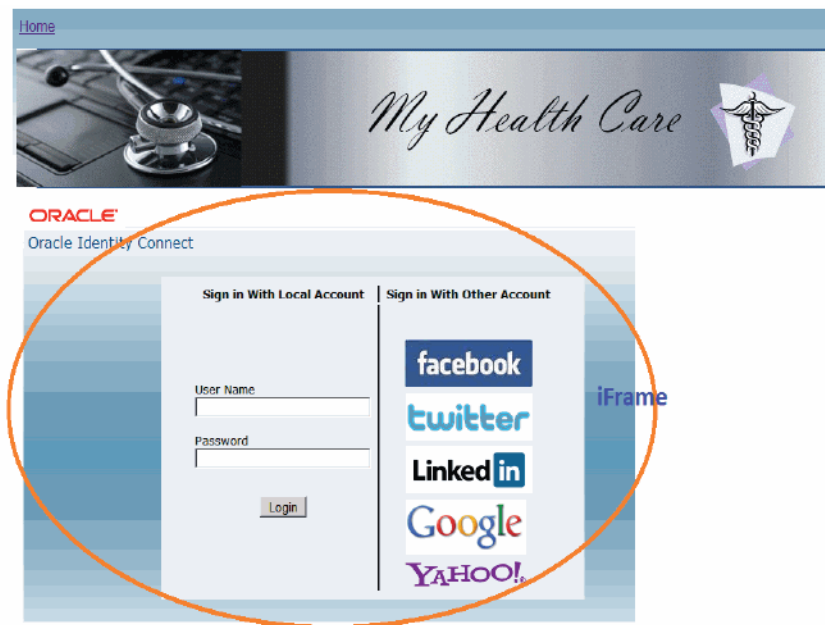 Home
My Health Care
ORACLE
Oracle Identity Connect
Sign in With Local Account
Sign in With Other Account
User Name
Password
Login
facebook
twitter
Linked in
Google
YAHOO!
iFrame